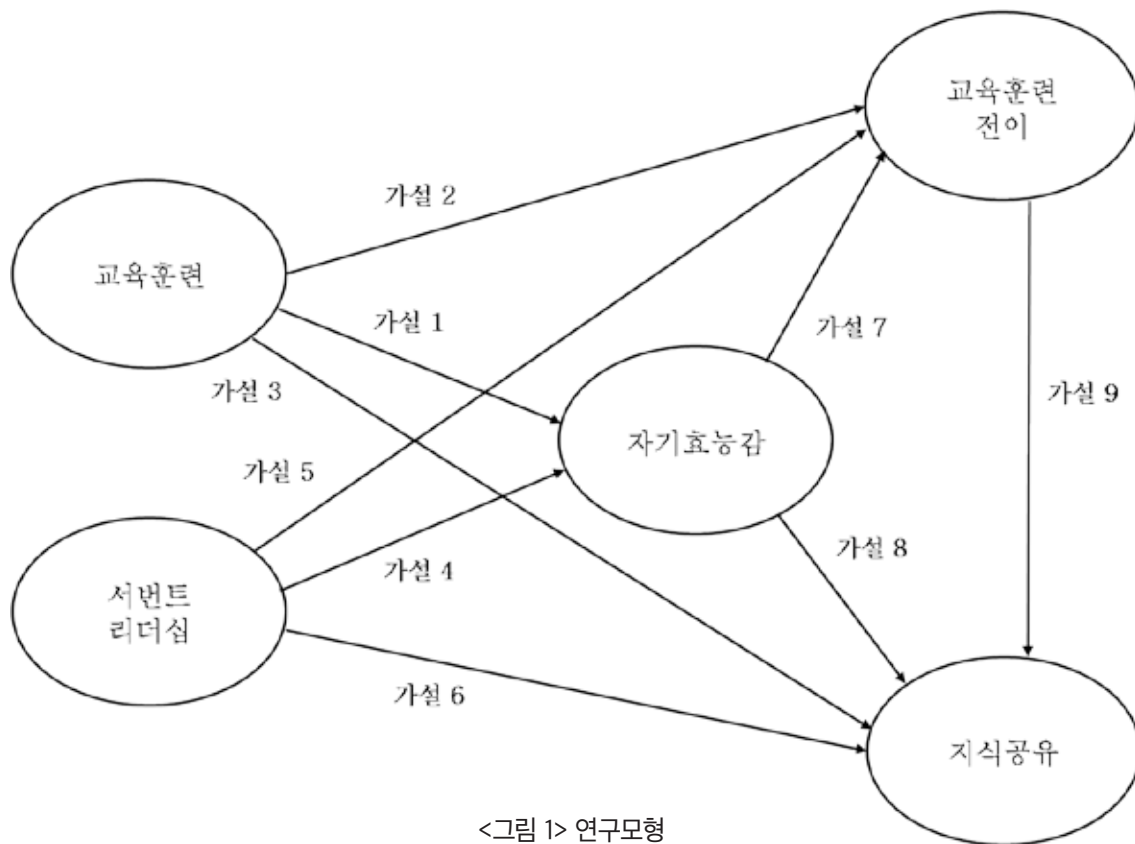 교육훈련
전이
가설 2
교육훈련
가설 1
가설 7
가설 3
가설 9
자기효능감
가설 5
가설 8
가설 4
서번트
리더십
가설 6
지식공유
<그림 1> 연구모형